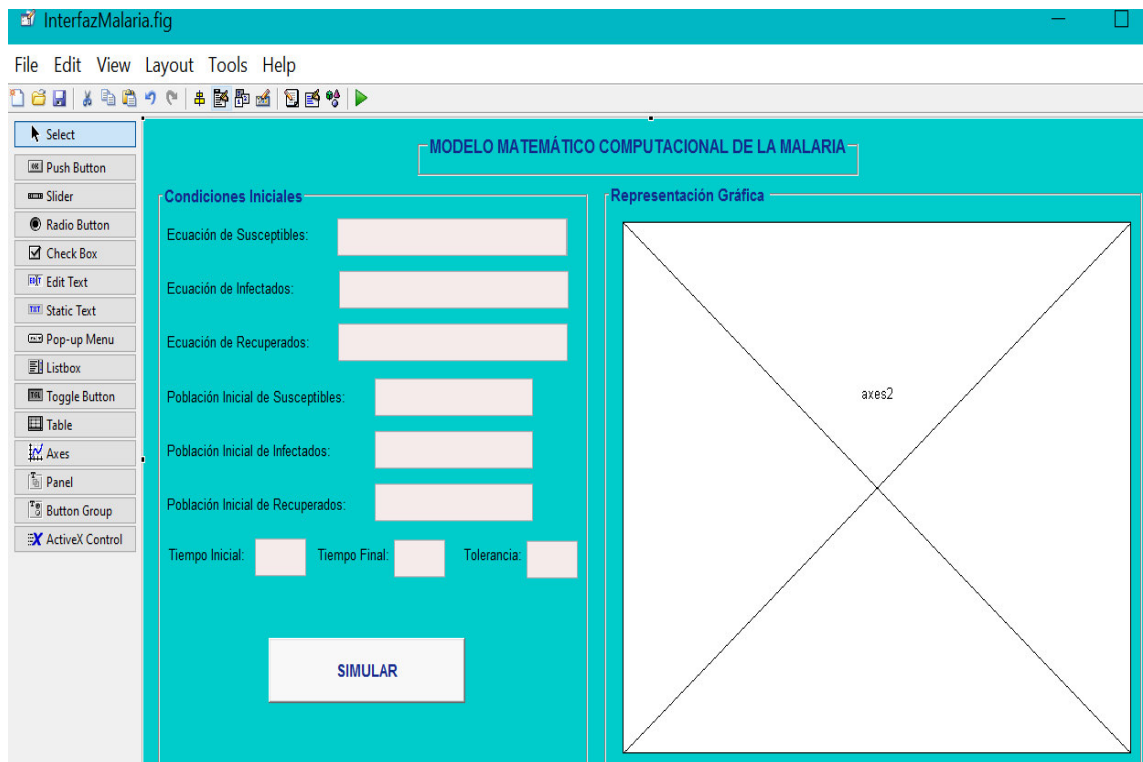 InterfazMalaria.fig
File Edit View Layout Tools Help
Select
Push Button
Slider
Radio Button
Check Box
Edit Text
Static Text
Pop-up Menu
Listbox
Toggle Button
Table
Axes
Panel
Button Group
ActiveX Control
MODELO MATEMÁTICO COMPUTACIONAL DE LA MALARIA
Condiciones Iniciales
Ecuación de Susceptibles:
Ecuación de Infectados:
Ecuación de Recuperados:
Población Inicial de Susceptibles:
Población Inicial de Infectados:
Población Inicial de Recuperados:
Tiempo Inicial: Tiempo Final: Tolerancia:
SIMULAR
Representación Gráfica
axes2